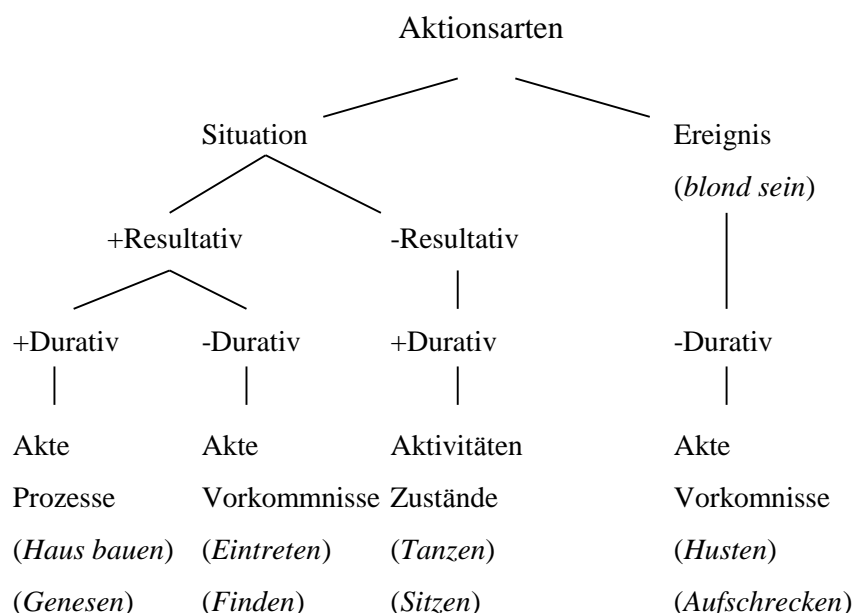 Aktionsarten
Situation Ereignis
(blond sein)
+Resultativ -Resultativ
+Durativ -Durativ +Durativ -Durativ
Akte Akte Aktivitäten Akte
Prozesse Vorkommnisse Zustände Vorkomnisse
(Haus bauen) (Eintreten) (Tanzen) (Husten)
(Genesen) (Finden) (Sitzen) (Aufschrecken)